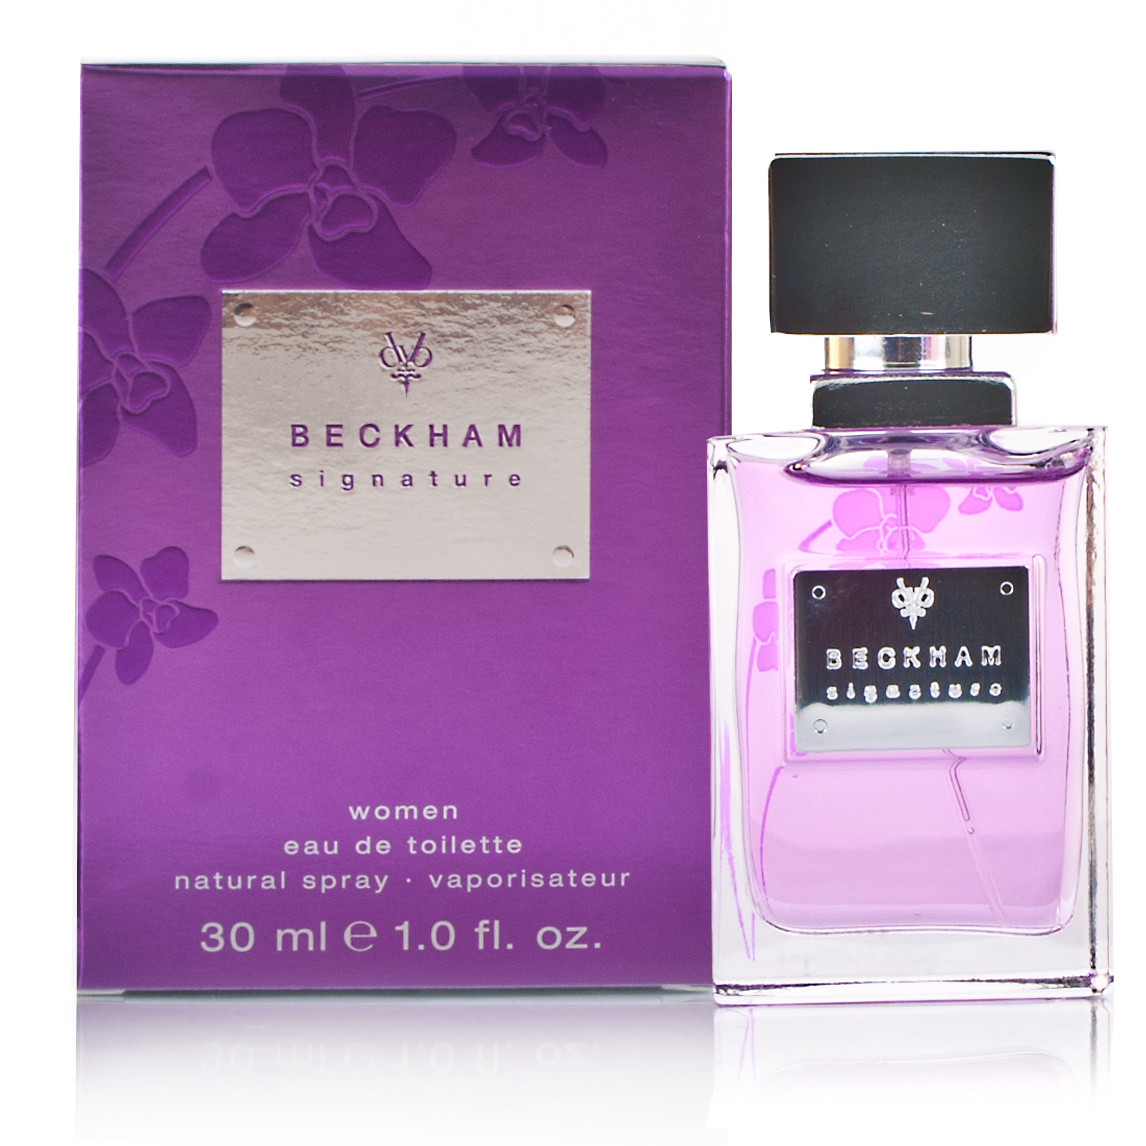 BECKHAM
signature
women
eau de toilette
natural spray · vaporisateur
30 ml ℮ 1.0 fl. oz.
BECKHAM
signature